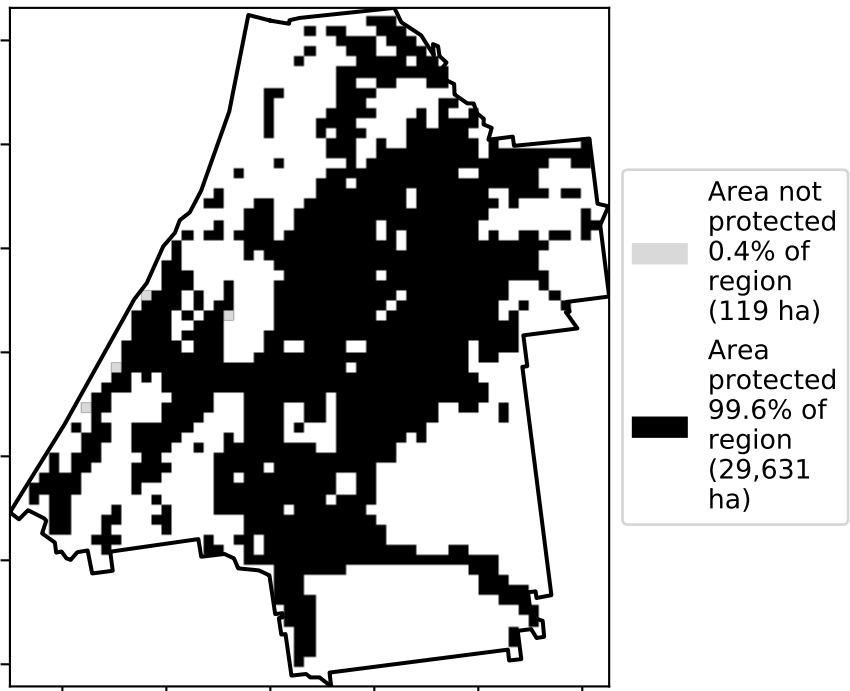 Area not
protected
0.4% of
region
(119 ha)
Area
protected
99.6% of
region
(29,631
ha)